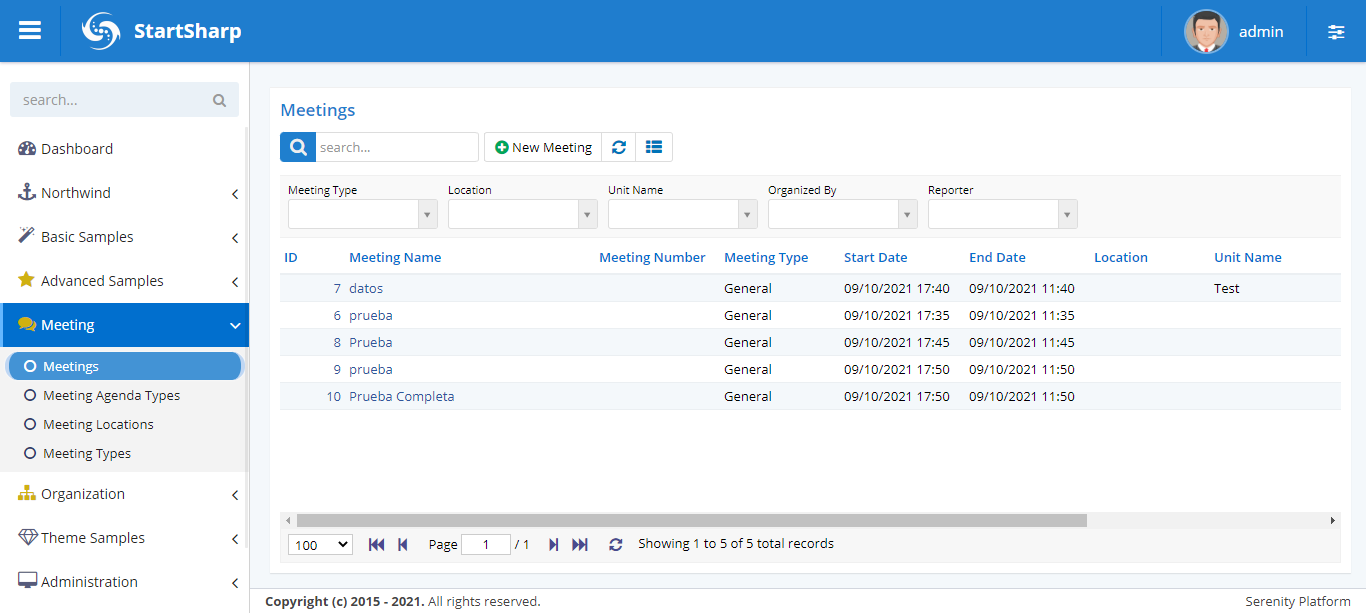 StartSharp
admin
search...
Dashboard
Northwind
Basic Samples
Advanced Samples
Meeting
Meetings
Meeting Agenda Types
Meeting Locations
Meeting Types
Organization
Theme Samples
Administration
Meetings
search... New Meeting
Meeting Type Location Unit Name Organized By Reporter
ID Meeting Name Meeting Number Meeting Type Start Date End Date Location Unit Name
7 datos General 09/10/2021 17:40 09/10/2021 11:40 Test
6 prueba General 09/10/2021 17:35 09/10/2021 11:35
8 Prueba General 09/10/2021 17:45 09/10/2021 11:45
9 prueba General 09/10/2021 17:50 09/10/2021 11:50
10 Prueba Completa General 09/10/2021 17:50 09/10/2021 11:50
100 Page 1 / 1 Showing 1 to 5 of 5 total records
Copyright (c) 2015 - 2021. All rights reserved. Serenity Platform